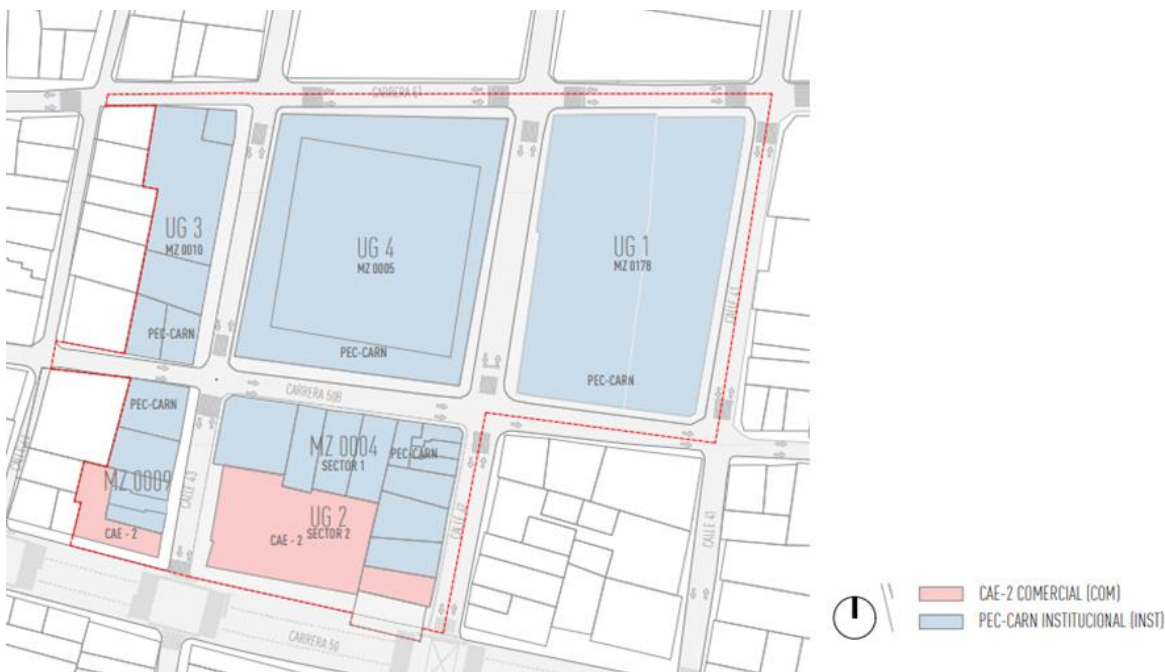 CARRERA 51
UG 3
MZ 0010
PEC-CARN
UG 4
MZ 0005
PEC-CARN
UG 1
MZ 0178
PEC-CARN
CALLE 41
CARRERA 50B
PEC-CARN
MZ 0009
CAE - 2
CALLE 43
MZ 0004
SECTOR 1
PEC-CARN
UG 2
SECTOR 2
CAE - 2
CALLE 42
CALLE
CARRERA 50
CAE-2 COMERCIAL (COM)
PEC-CARN INSTITUCIONAL (INST)